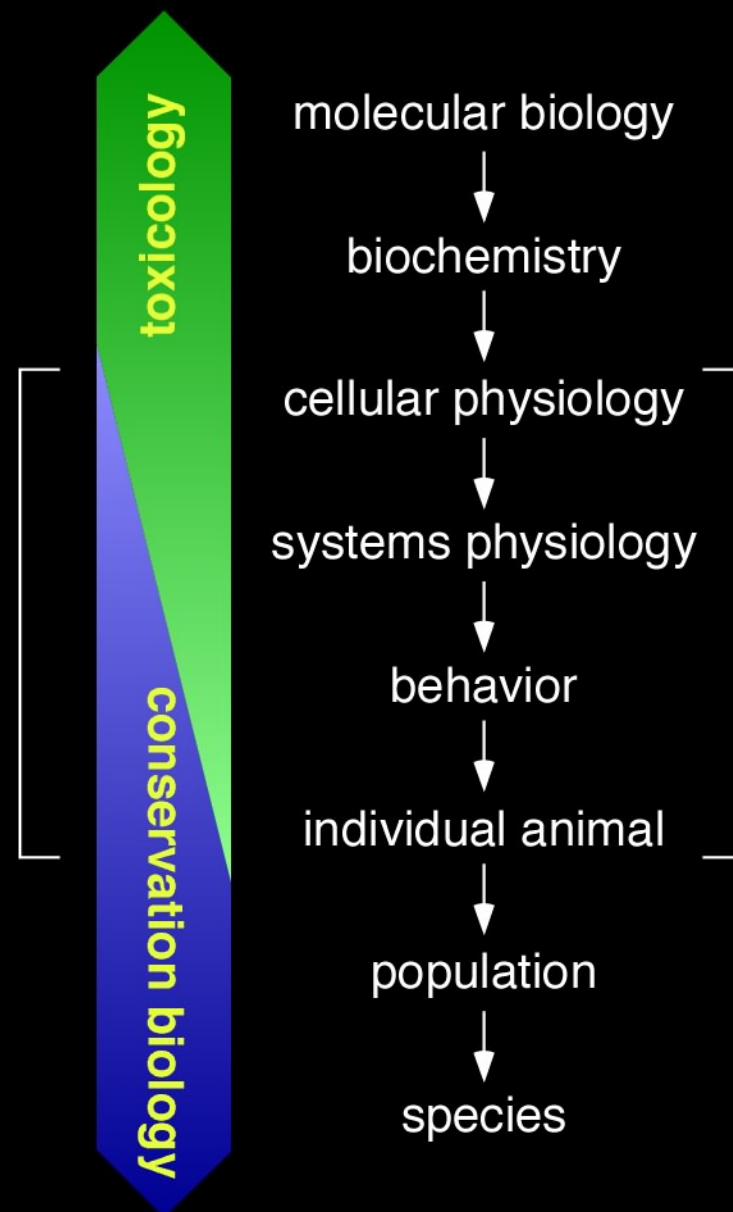 toxicology
conservation biology
molecular biology
biochemistry
cellular physiology
systems physiology
behavior
individual animal
population
species